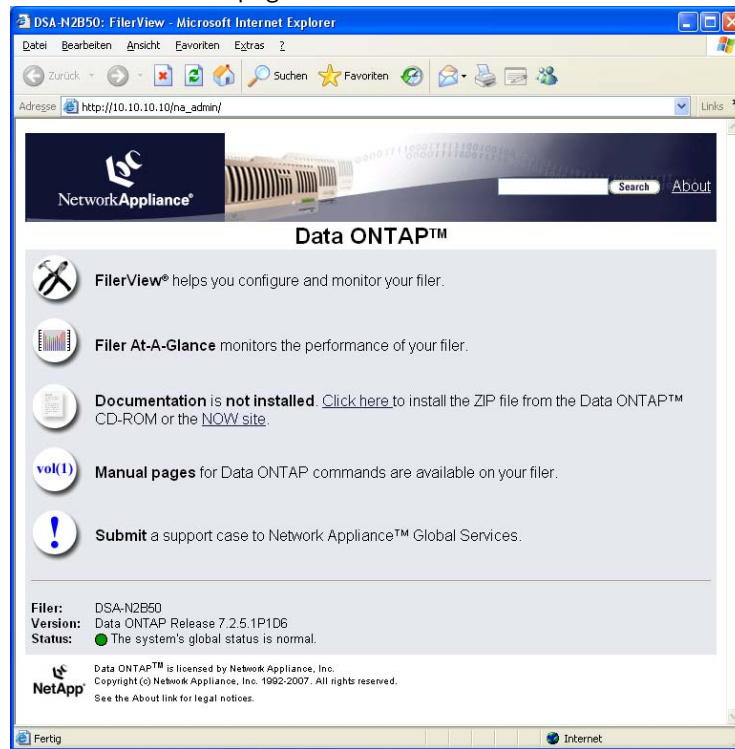 DSA-N2B50: FilerView - Microsoft Internet Explorer
Datei Bearbeiten Ansicht Favoriten Extras ?
Zurück Suchen Favoriten
Adresse http://10.10.10.10/na_admin/ Links
NetworkAppliance®
Search About
Data ONTAP™
FilerView® helps you configure and monitor your filer.
Filer At-A-Glance monitors the performance of your filer.
Documentation is not installed. Click here to install the ZIP file from the Data ONTAP™
CD-ROM or the NOW site.
vol(1)
Manual pages for Data ONTAP commands are available on your filer.
!
Submit a support case to Network Appliance™ Global Services.
Filer: DSA-N2B50
Version: Data ONTAP Release 7.2.5.1P1D6
Status: The system's global status is normal.
NetApp®
Data ONTAP™ is licensed by Network Appliance, Inc.
Copyright (c) Network Appliance, Inc. 1992-2007. All rights reserved.
See the About link for legal notices.
Fertig Internet